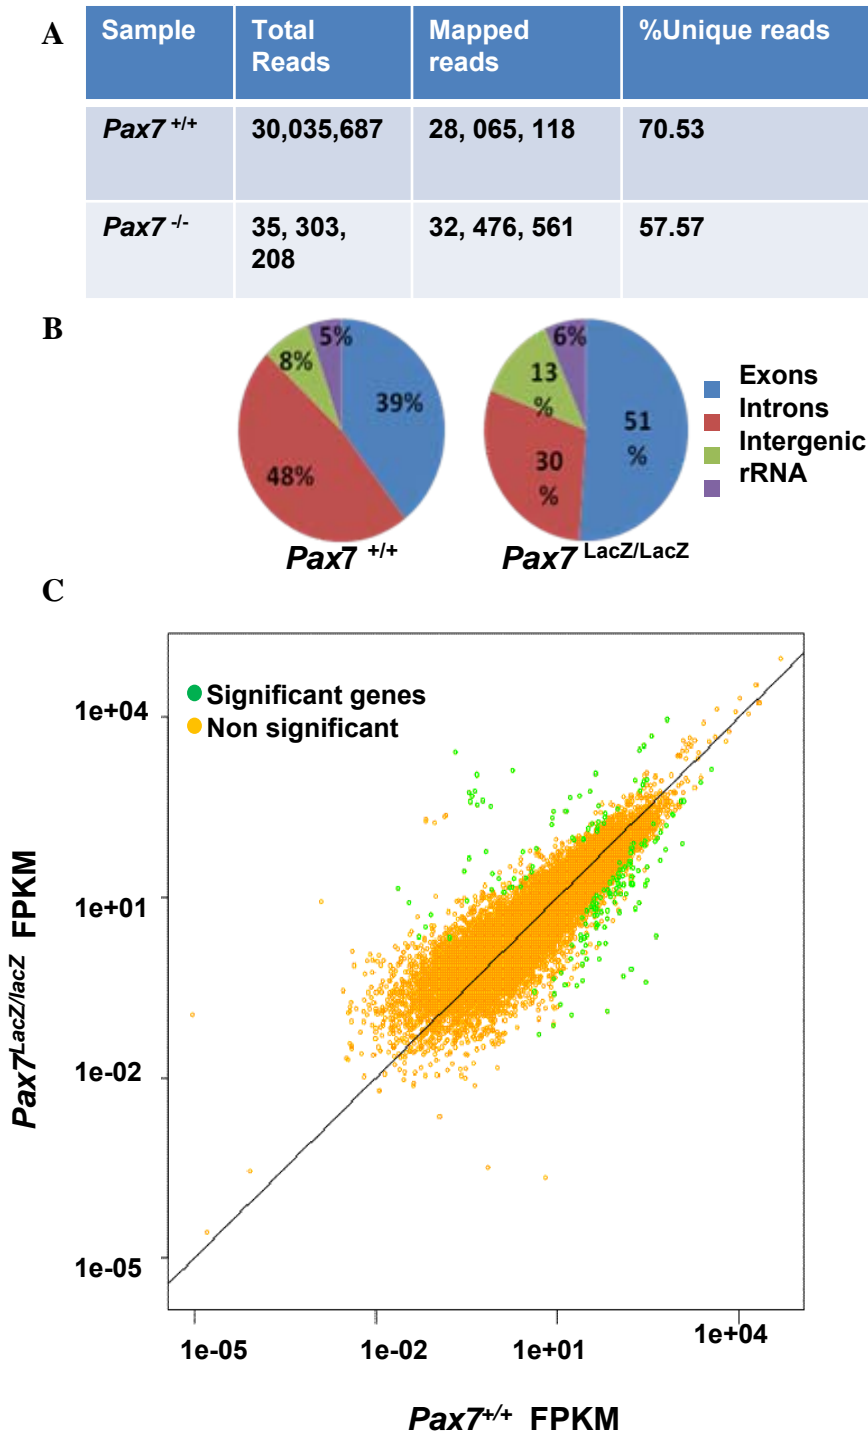 A
Sample Total Reads Mapped reads %Unique reads
Pax7 +/+ 30,035,687 28, 065, 118 70.53
Pax7 -/- 35, 303, 208 32, 476, 561 57.57
B
5%
8%
39%
48%
6%
13 %
51 %
30 %
Exons
Introns
Intergenic
rRNA
Pax7 +/+
Pax7 LacZ/LacZ
C
Significant genes
Non significant
1e+04
1e+01
1e-02
1e-05
Pax7LacZ/lacZ FPKM
1e-05
1e-02
1e+01
1e+04
Pax7+/+ FPKM